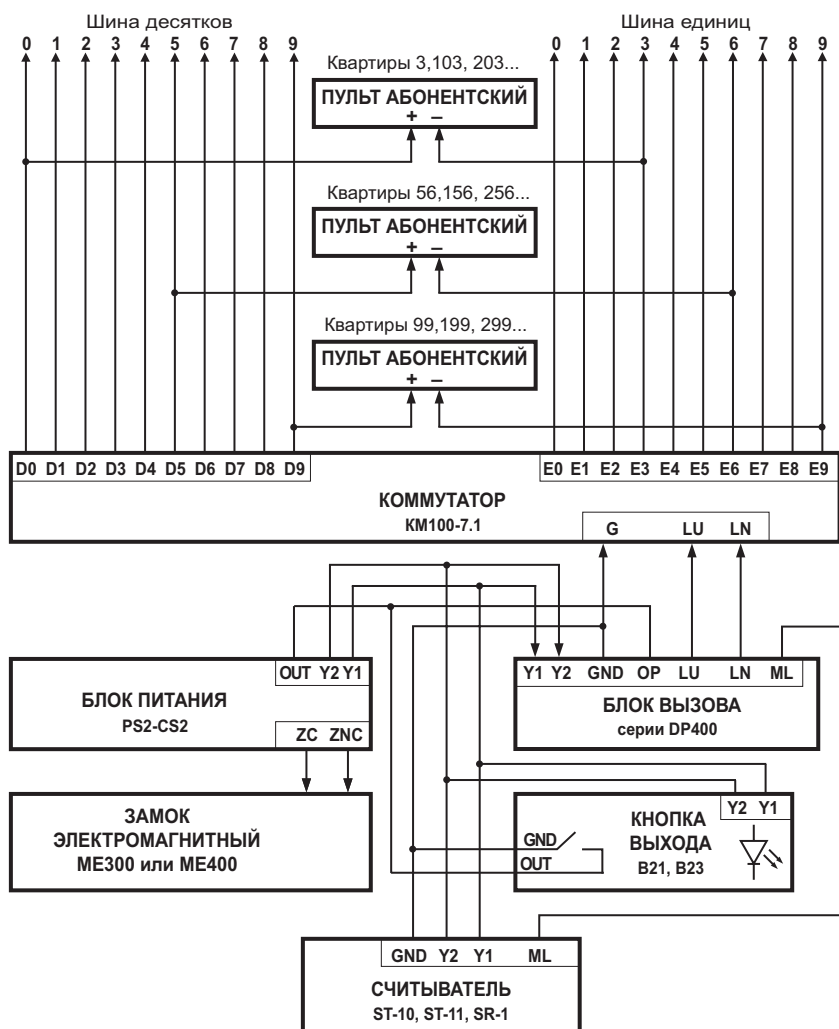 Шина десятков
Шина единиц
0 1 2 3 4 5 6 7 8 9
0 1 2 3 4 5 6 7 8 9
Квартиры 3,103, 203...
ПУЛЬТ АБОНЕНТСКИЙ
+ –
Квартиры 56,156, 256...
ПУЛЬТ АБОНЕНТСКИЙ
+ –
Квартиры 99,199, 299...
ПУЛЬТ АБОНЕНТСКИЙ
+ –
D0 D1 D2 D3 D4 D5 D6 D7 D8 D9
E0 E1 E2 E3 E4 E5 E6 E7 E8 E9
КОММУТАТОР
КМ100-7.1
G LU LN
OUT Y2 Y1
БЛОК ПИТАНИЯ
PS2-CS2
ZC ZNC
Y1 Y2 GND OP LU LN ML
БЛОК ВЫЗОВА
серии DP400
ЗАМОК
ЭЛЕКТРОМАГНИТНЫЙ
ME300 или ME400
Y2 Y1
КНОПКА
ВЫХОДА
B21, B23
GND
OUT
GND Y2 Y1 ML
СЧИТЫВАТЕЛЬ
ST-10, ST-11, SR-1